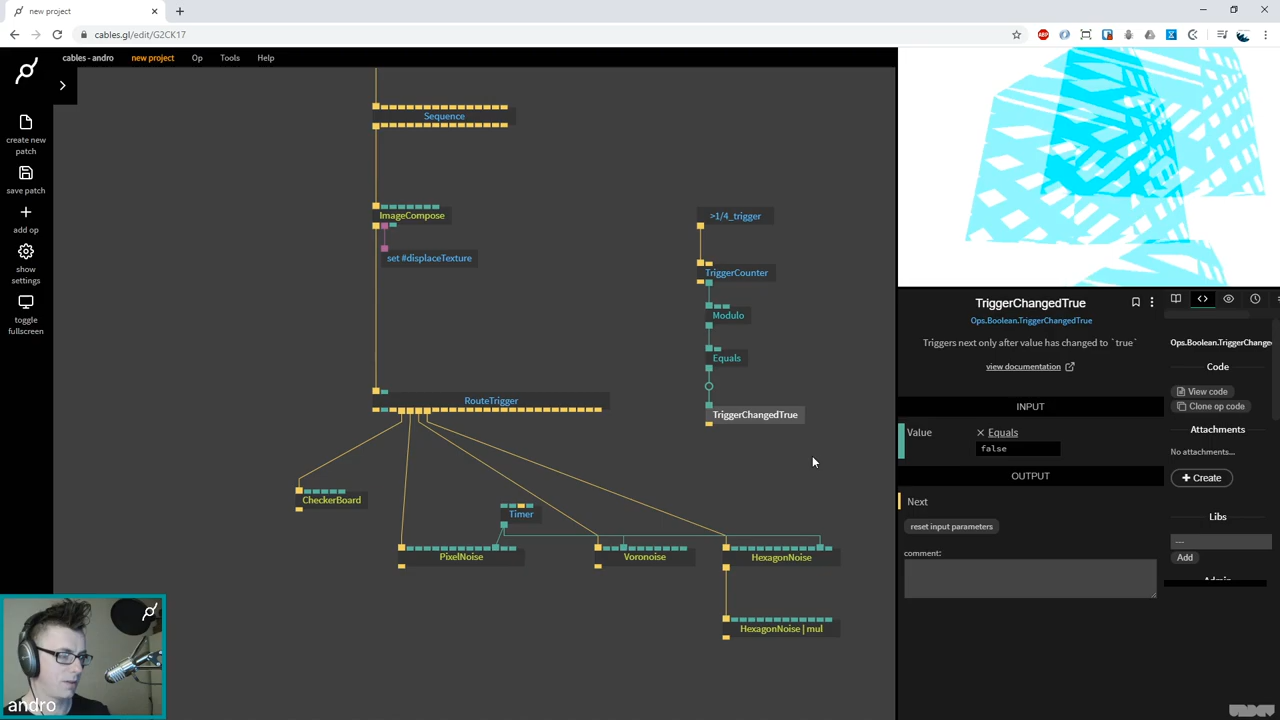 new project
cables.gl/edit/G2CK17
cables - andro
new project
Op
Tools
Help
create new
patch
save patch
add op
show
settings
toggle
fullscreen
Sequence
ImageCompose
set #displaceTexture
>1/4_trigger
TriggerCounter
Modulo
Equals
TriggerChangedTrue
RouteTrigger
CheckerBoard
Timer
PixelNoise
Voronoise
HexagonNoise
HexagonNoise | mul
andro
TriggerChangedTrue
Ops.Boolean.TriggerChangedTrue
Triggers next only after value has changed to `true`
view documentation
INPUT
Value
Equals
false
OUTPUT
Next
reset input parameters
comment:
Ops.Boolean.TriggerChange
Code
View code
Clone op code
Attachments
No attachments...
+ Create
Libs
---
Add